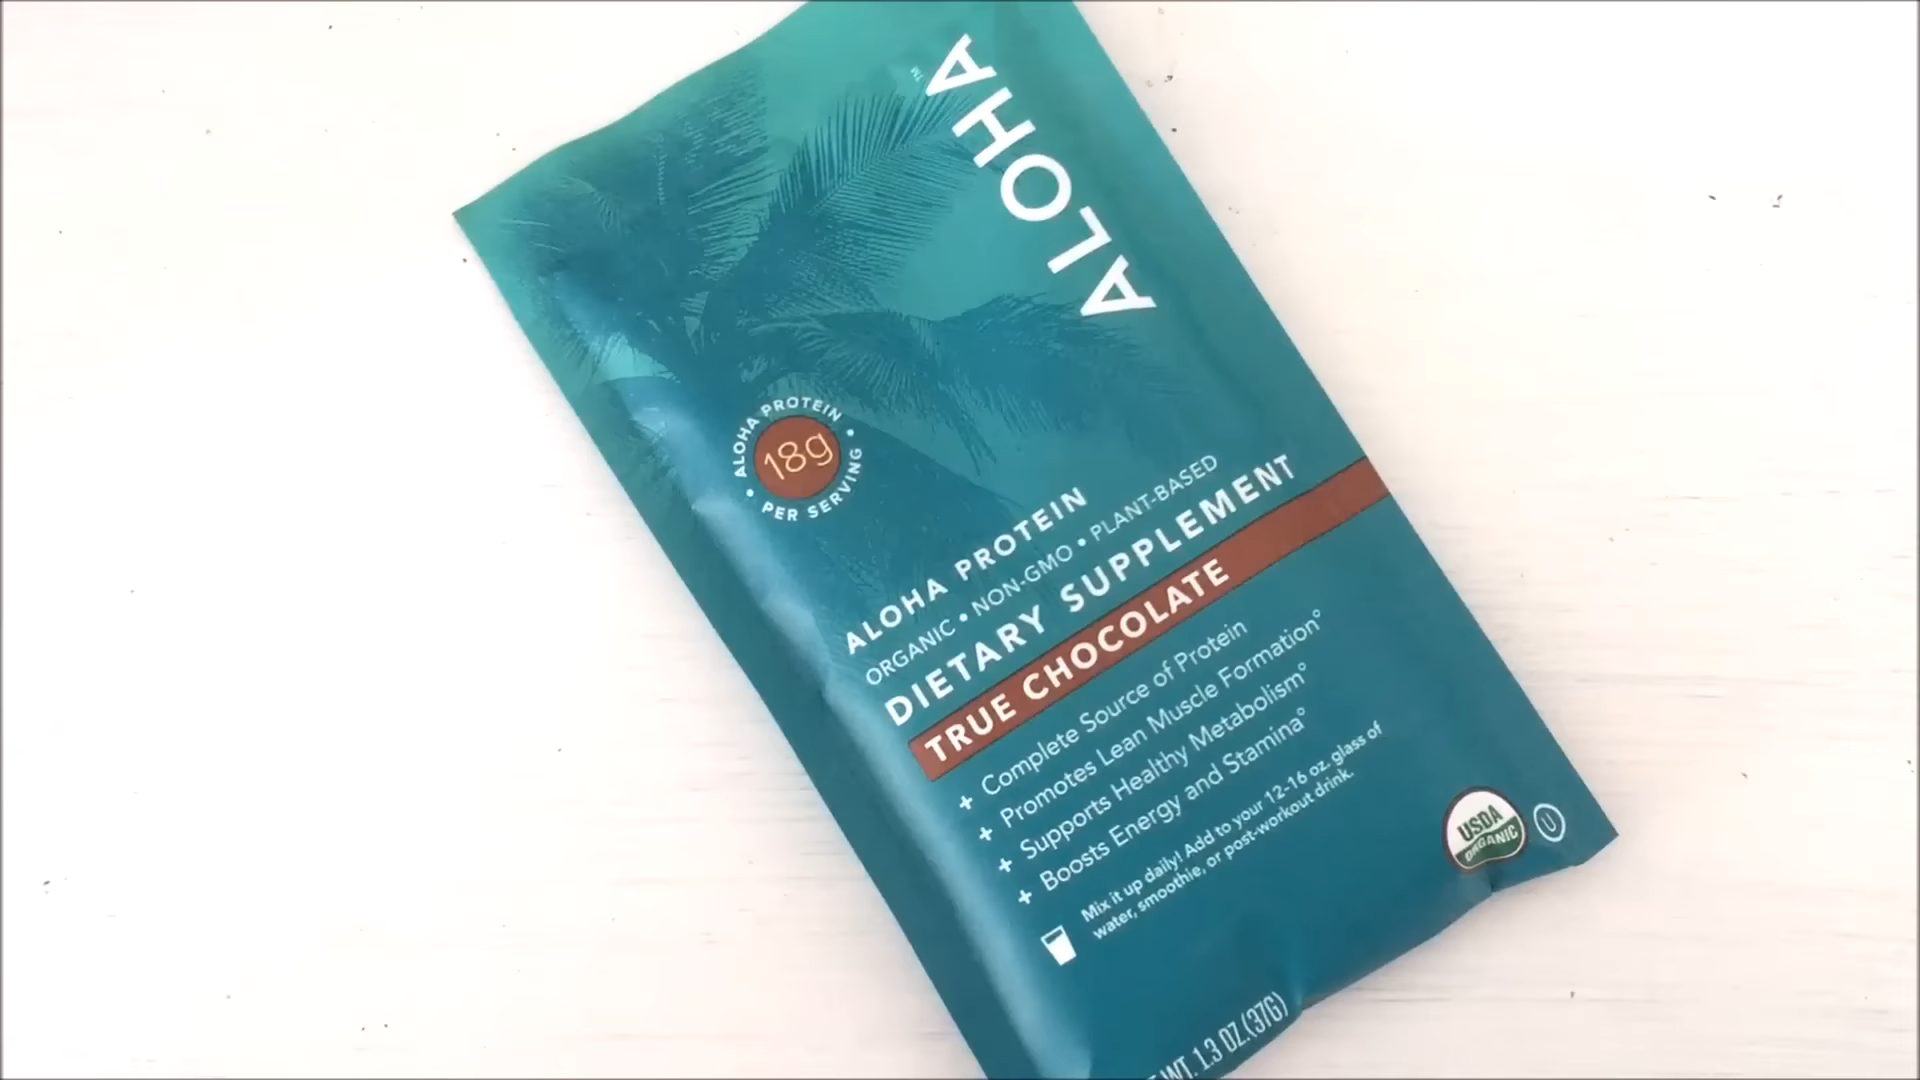 ALOHA™
ALOHA PROTEIN
18g
PER SERVING
ALOHA PROTEIN
ORGANIC • NON-GMO • PLANT-BASED
DIETARY SUPPLEMENT
TRUE CHOCOLATE
+ Complete Source of Protein
+ Promotes Lean Muscle Formation°
+ Supports Healthy Metabolism°
+ Boosts Energy and Stamina°
Mix it up daily! Add to your 12-16 oz. glass of
water, smoothie, or post-workout drink.
USDA
ORGANIC
U
WT. 1.3 OZ.(37G)